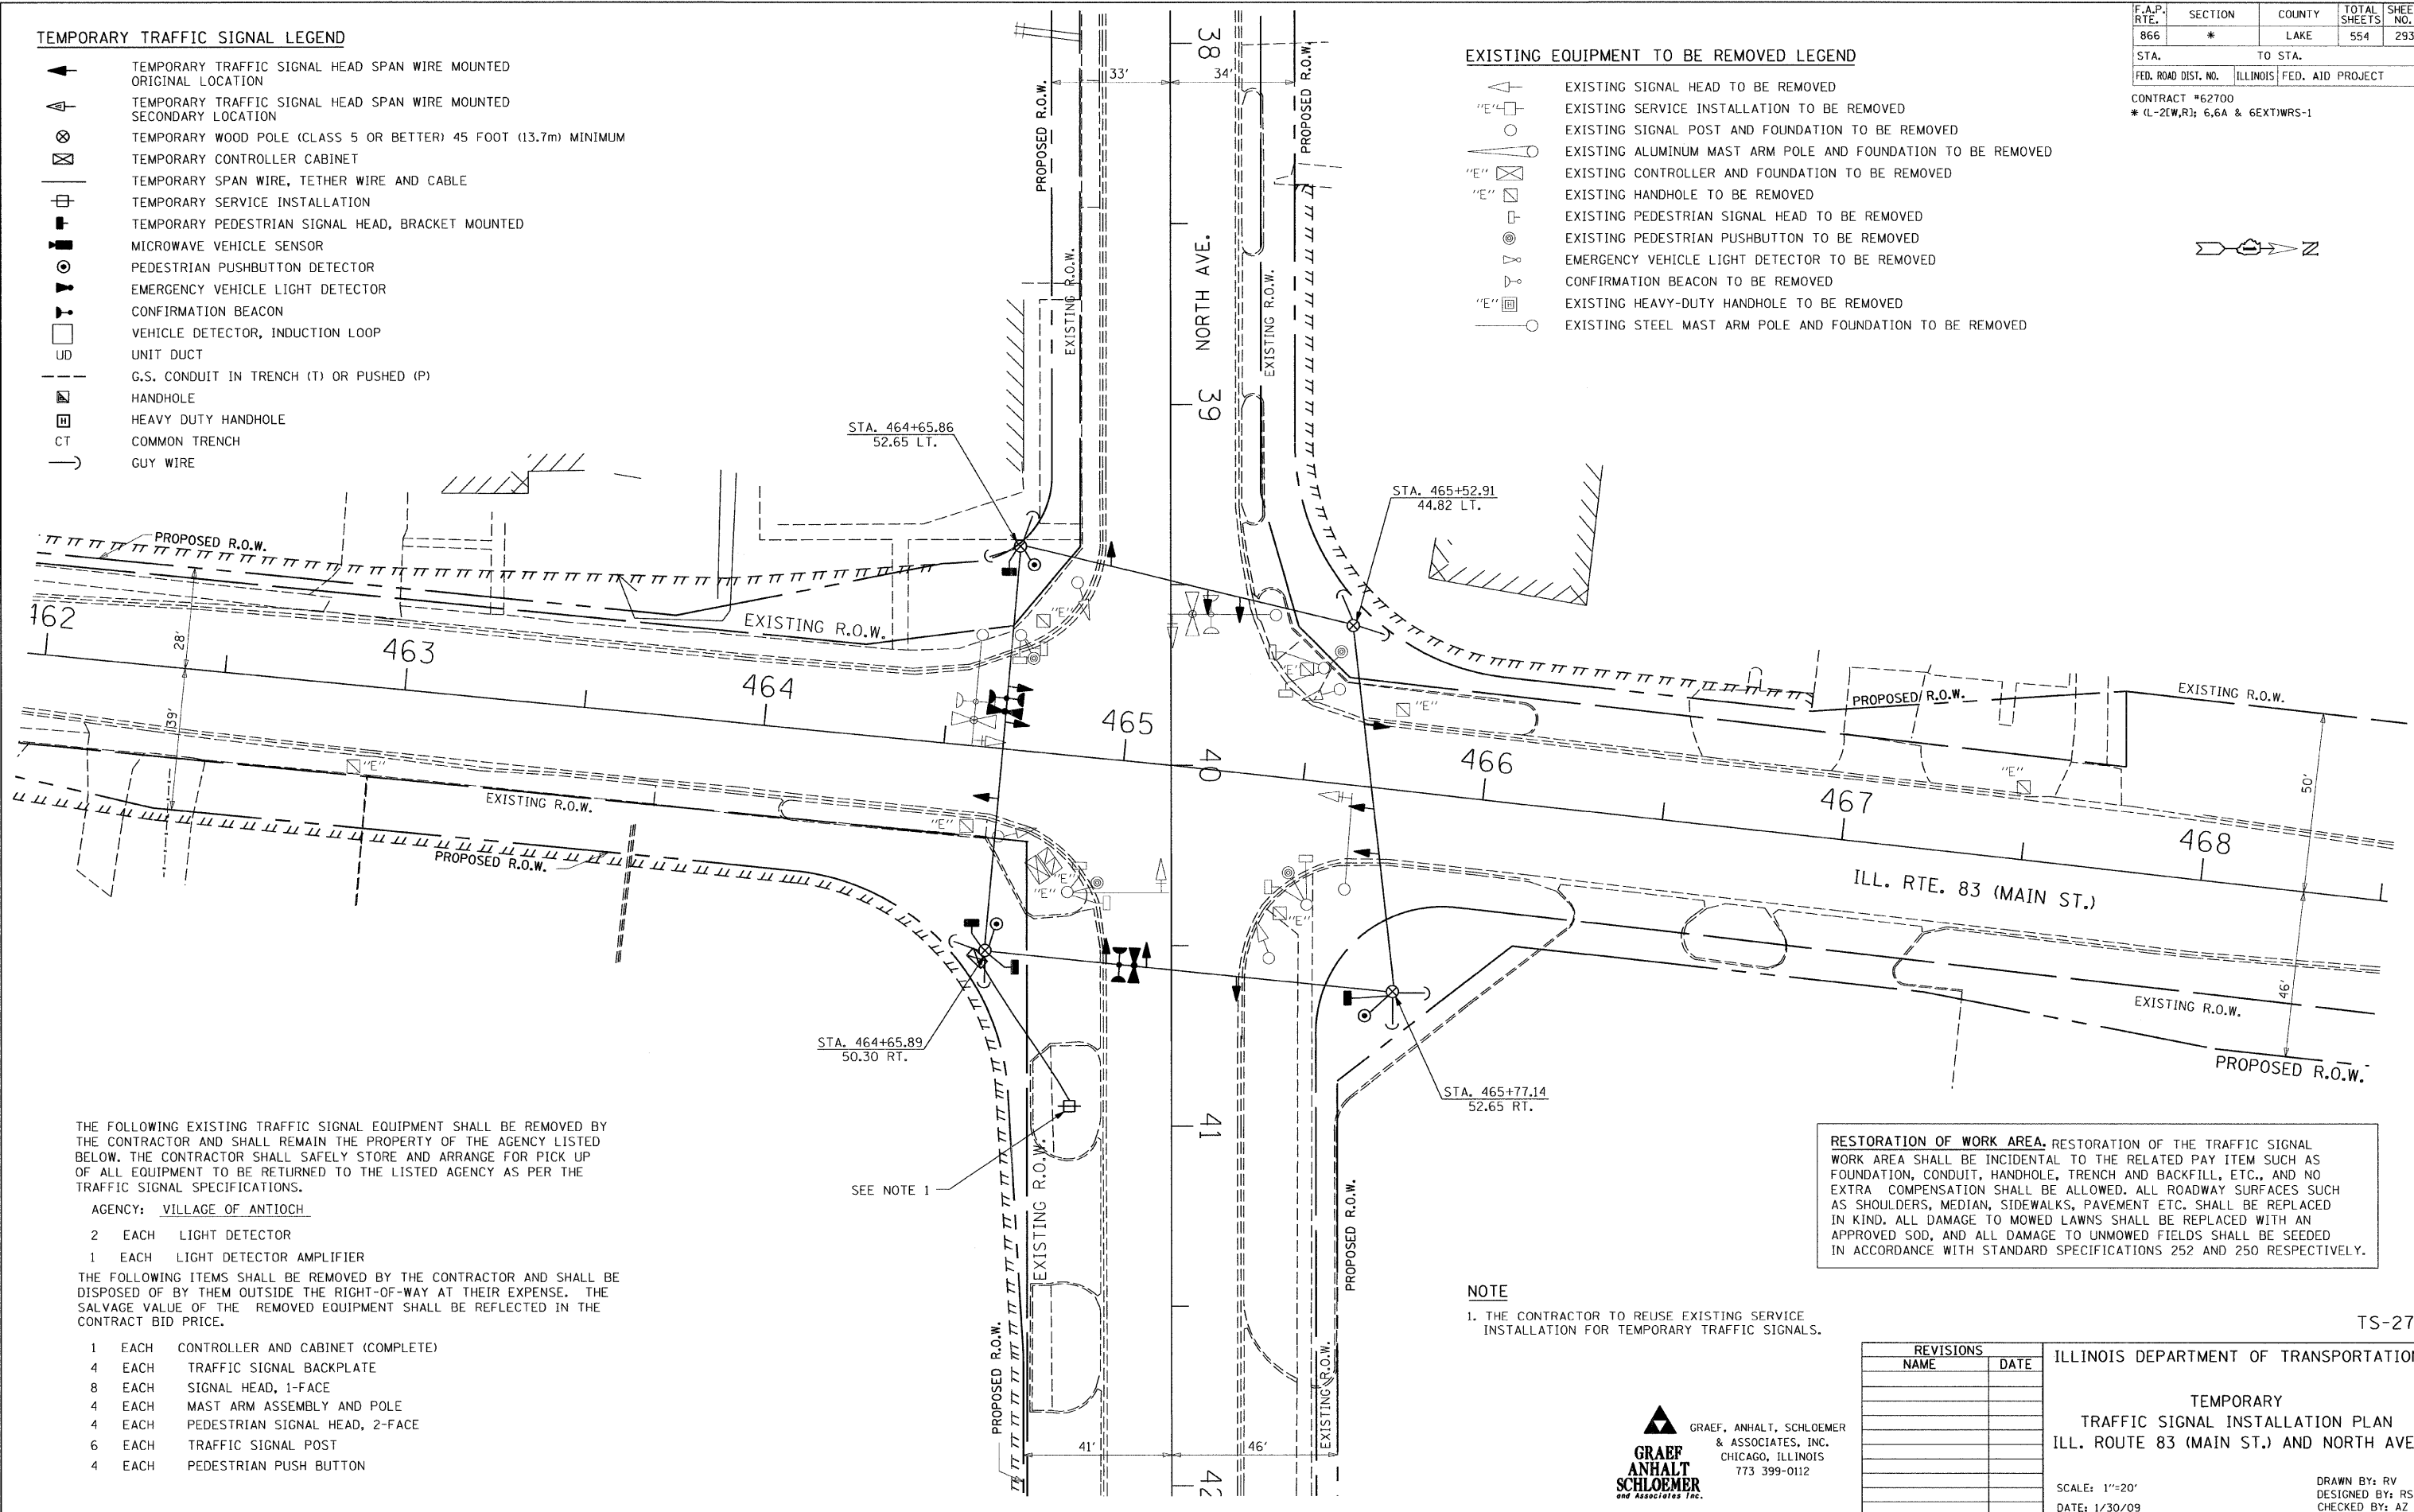 TEMPORARY TRAFFIC SIGNAL LEGEND
TEMPORARY TRAFFIC SIGNAL HEAD SPAN WIRE MOUNTED
ORIGINAL LOCATION
TEMPORARY TRAFFIC SIGNAL HEAD SPAN WIRE MOUNTED
SECONDARY LOCATION
TEMPORARY WOOD POLE (CLASS 5 OR BETTER) 45 FOOT (13.7m) MINIMUM
TEMPORARY CONTROLLER CABINET
TEMPORARY SPAN WIRE, TETHER WIRE AND CABLE
TEMPORARY SERVICE INSTALLATION
TEMPORARY PEDESTRIAN SIGNAL HEAD, BRACKET MOUNTED
MICROWAVE VEHICLE SENSOR
PEDESTRIAN PUSHBUTTON DETECTOR
EMERGENCY VEHICLE LIGHT DETECTOR
CONFIRMATION BEACON
VEHICLE DETECTOR, INDUCTION LOOP
UD UNIT DUCT
G.S. CONDUIT IN TRENCH (T) OR PUSHED (P)
HANDHOLE
H HEAVY DUTY HANDHOLE
CT COMMON TRENCH
GUY WIRE
EXISTING EQUIPMENT TO BE REMOVED LEGEND
EXISTING SIGNAL HEAD TO BE REMOVED
"E" EXISTING SERVICE INSTALLATION TO BE REMOVED
EXISTING SIGNAL POST AND FOUNDATION TO BE REMOVED
EXISTING ALUMINUM MAST ARM POLE AND FOUNDATION TO BE REMOVED
"E" EXISTING CONTROLLER AND FOUNDATION TO BE REMOVED
"E" EXISTING HANDHOLE TO BE REMOVED
EXISTING PEDESTRIAN SIGNAL HEAD TO BE REMOVED
EXISTING PEDESTRIAN PUSHBUTTON TO BE REMOVED
EMERGENCY VEHICLE LIGHT DETECTOR TO BE REMOVED
CONFIRMATION BEACON TO BE REMOVED
"E" H EXISTING HEAVY-DUTY HANDHOLE TO BE REMOVED
EXISTING STEEL MAST ARM POLE AND FOUNDATION TO BE REMOVED
F.A.P. RTE. SECTION COUNTY TOTAL SHEETS SHEE NO.
866 * LAKE 554 293
STA. TO STA.
FED. ROAD DIST. NO. ILLINOIS FED. AID PROJECT
CONTRACT #62700
* (L-2[W,R]; 6,6A & 6EXT)WRS-1
N
38
33'
34'
PROPOSED R.O.W.
PROPOSED R.O.W.
EXISTING R.O.W.
NORTH AVE.
EXISTING R.O.W.
39
STA. 464+65.86
52.65 LT.
STA. 465+52.91
44.82 LT.
PROPOSED R.O.W.
EXISTING R.O.W.
462
28'
463
464
465
40
466
467
468
39'
"E"
"E"
"E"
"E"
"E"
PROPOSED R.O.W.
EXISTING R.O.W.
50'
EXISTING R.O.W.
PROPOSED R.O.W.
"E"
"E"
"E"
"E"
ILL. RTE. 83 (MAIN ST.)
46'
EXISTING R.O.W.
PROPOSED R.O.W.
STA. 464+65.89
50.30 RT.
STA. 465+77.14
52.65 RT.
SEE NOTE 1
41
EXISTING R.O.W.
PROPOSED R.O.W.
PROPOSED R.O.W.
EXISTING R.O.W.
41'
46'
42
THE FOLLOWING EXISTING TRAFFIC SIGNAL EQUIPMENT SHALL BE REMOVED BY
THE CONTRACTOR AND SHALL REMAIN THE PROPERTY OF THE AGENCY LISTED
BELOW. THE CONTRACTOR SHALL SAFELY STORE AND ARRANGE FOR PICK UP
OF ALL EQUIPMENT TO BE RETURNED TO THE LISTED AGENCY AS PER THE
TRAFFIC SIGNAL SPECIFICATIONS.
AGENCY: VILLAGE OF ANTIOCH
2 EACH LIGHT DETECTOR
1 EACH LIGHT DETECTOR AMPLIFIER
THE FOLLOWING ITEMS SHALL BE REMOVED BY THE CONTRACTOR AND SHALL BE
DISPOSED OF BY THEM OUTSIDE THE RIGHT-OF-WAY AT THEIR EXPENSE. THE
SALVAGE VALUE OF THE REMOVED EQUIPMENT SHALL BE REFLECTED IN THE
CONTRACT BID PRICE.
1 EACH CONTROLLER AND CABINET (COMPLETE)
4 EACH TRAFFIC SIGNAL BACKPLATE
8 EACH SIGNAL HEAD, 1-FACE
4 EACH MAST ARM ASSEMBLY AND POLE
4 EACH PEDESTRIAN SIGNAL HEAD, 2-FACE
6 EACH TRAFFIC SIGNAL POST
4 EACH PEDESTRIAN PUSH BUTTON
RESTORATION OF WORK AREA. RESTORATION OF THE TRAFFIC SIGNAL
WORK AREA SHALL BE INCIDENTAL TO THE RELATED PAY ITEM SUCH AS
FOUNDATION, CONDUIT, HANDHOLE, TRENCH AND BACKFILL, ETC., AND NO
EXTRA COMPENSATION SHALL BE ALLOWED. ALL ROADWAY SURFACES SUCH
AS SHOULDERS, MEDIAN, SIDEWALKS, PAVEMENT ETC. SHALL BE REPLACED
IN KIND. ALL DAMAGE TO MOWED LAWNS SHALL BE REPLACED WITH AN
APPROVED SOD, AND ALL DAMAGE TO UNMOWED FIELDS SHALL BE SEEDED
IN ACCORDANCE WITH STANDARD SPECIFICATIONS 252 AND 250 RESPECTIVELY.
NOTE
1. THE CONTRACTOR TO REUSE EXISTING SERVICE
INSTALLATION FOR TEMPORARY TRAFFIC SIGNALS.
TS-27
GRAEF
ANHALT
SCHLOEMER
and Associates Inc.
GRAEF, ANHALT, SCHLOEMER
& ASSOCIATES, INC.
CHICAGO, ILLINOIS
773 399-0112
REVISIONS
NAME DATE
ILLINOIS DEPARTMENT OF TRANSPORTATION
TEMPORARY
TRAFFIC SIGNAL INSTALLATION PLAN
ILL. ROUTE 83 (MAIN ST.) AND NORTH AVE
SCALE: 1"=20'
DATE: 1/30/09
DRAWN BY: RV
DESIGNED BY: RS
CHECKED BY: AZ